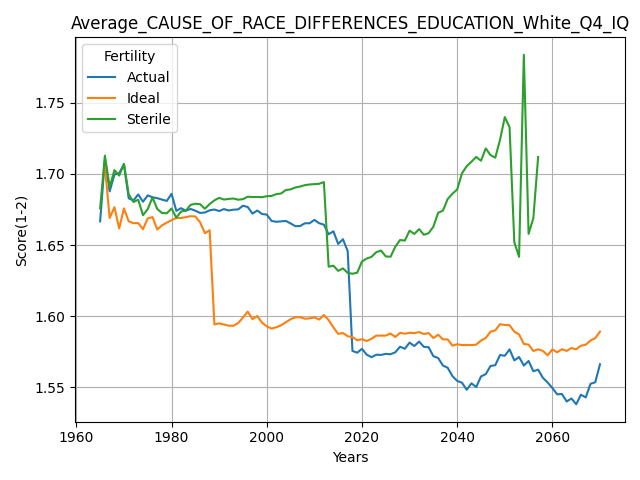 Average_CAUSE_OF_RACE_DIFFERENCES_EDUCATION_White_Q4_IQ
Fertility
Actual
Ideal
Sterile
Score(1-2)
1.75
1.70
1.65
1.60
1.55
1960 1980 2000 2020 2040 2060
Years